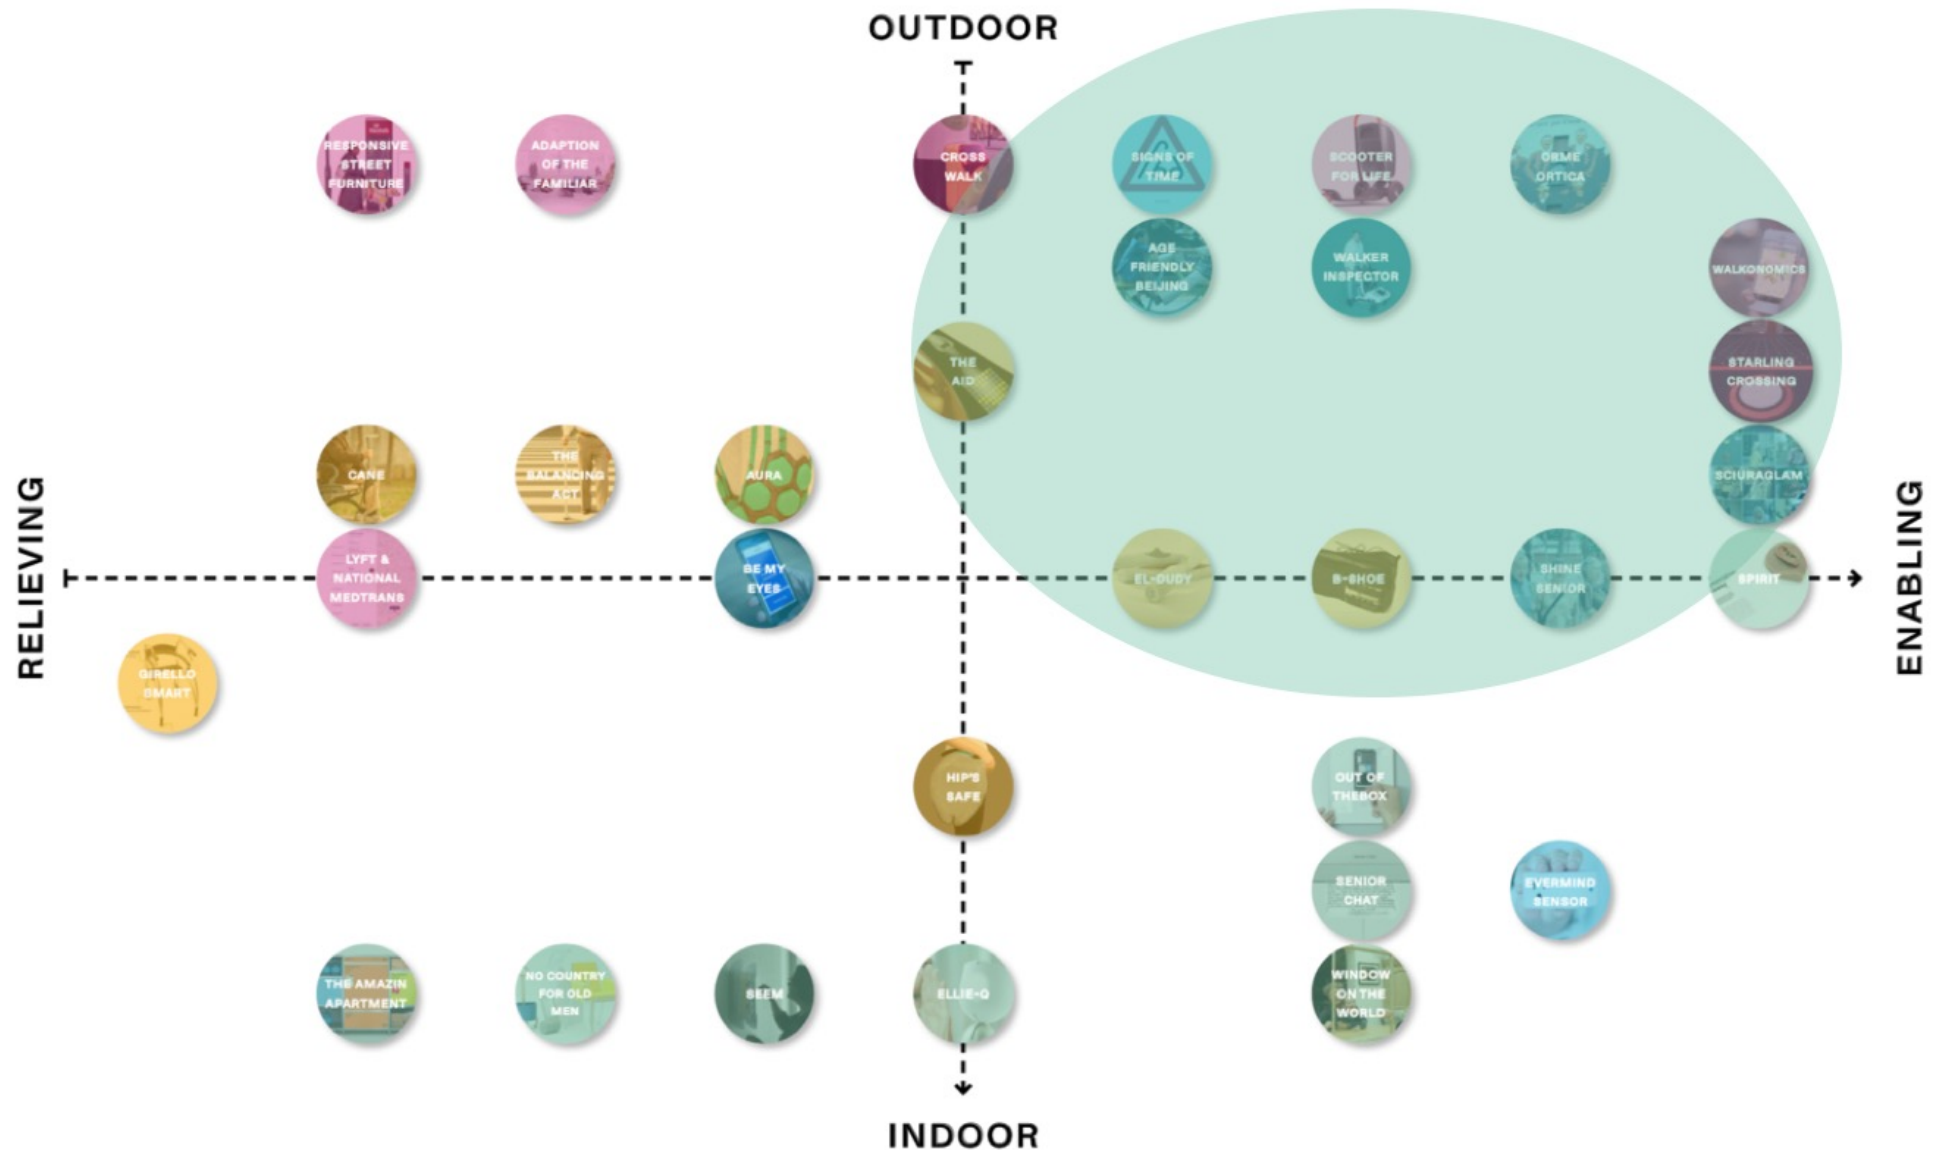 OUTDOOR
RESPONSIVE
STREET
FURNITURE
ADAPTION
OF THE
FAMILIAR
CROSS
WALK
SIGNS OF
TIME
SCOOTER
FOR LIFE
ORME
ORTICA
AGE
FRIENDLY
BEIJING
WALKER
INSPECTOR
WALKONOMICS
THE
AID
STARLING
CROSSING
CANE
THE
BALANCING
ACT
AURA
SCIURAGLAM
RELIEVING
LYFT &
NATIONAL
MEDTRANS
BE MY
EYES
EL-DUDY
B-SHOE
SHINE
SENIOR
SPIRIT
ENABLING
GIRELLO
SMART
HIP'S
SAFE
OUT OF
THEBOX
SENIOR
CHAT
EVERMIND
SENSOR
THE AMAZIN
APARTMENT
NO COUNTRY
FOR OLD
MEN
SEEM
ELLIE-Q
WINDOW
ON THE
WORLD
INDOOR